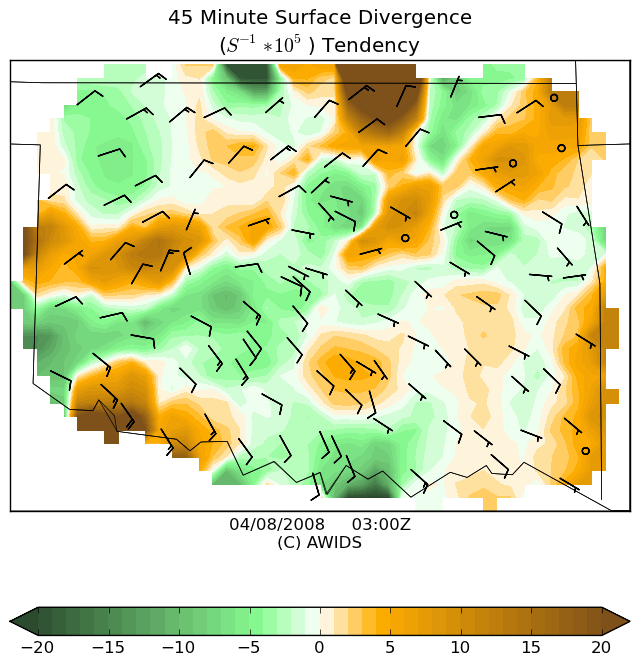 45 Minute Surface Divergence
(S⁻¹ *10⁵ ) Tendency
04/08/2008 03:00Z
(C) AWIDS
−20 −15 −10 −5 0 5 10 15 20